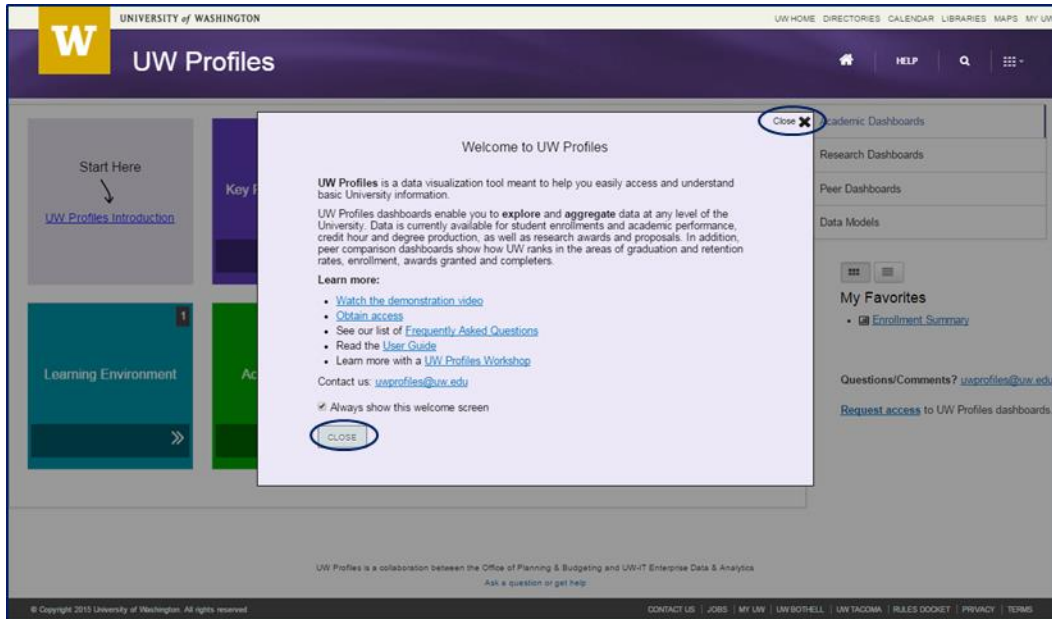 UNIVERSITY of WASHINGTON
UW HOME DIRECTORIES CALENDAR LIBRARIES MAPS MY UW
W
UW Profiles
HELP
Start Here
UW Profiles Introduction
Key
Learning Environment
1
Ac
Close
Welcome to UW Profiles
UW Profiles is a data visualization tool meant to help you easily access and understand
basic University information.
UW Profiles dashboards enable you to explore and aggregate data at any level of the
University. Data is currently available for student enrollments and academic performance,
credit hour and degree production, as well as research awards and proposals. In addition,
peer comparison dashboards show how UW ranks in the areas of graduation and retention
rates, enrollment, awards granted and completers.
Learn more:
• Watch the demonstration video
• Obtain access
• See our list of Frequently Asked Questions
• Read the User Guide
• Learn more with a UW Profiles Workshop
Contact us: uwprofiles@uw.edu
Always show this welcome screen
CLOSE
Academic Dashboards
Research Dashboards
Peer Dashboards
Data Models
My Favorites
• Enrollment Summary
Questions/Comments? uwprofiles@uw.edu
Request access to UW Profiles dashboards.
UW Profiles is a collaboration between the Office of Planning & Budgeting and UW-IT Enterprise Data & Analytics
Ask a question or get help
© Copyright 2015 University of Washington. All rights reserved
CONTACT US | JOBS | MY UW | UW BOTHELL | UW TACOMA | RULES DOCKET | PRIVACY | TERMS